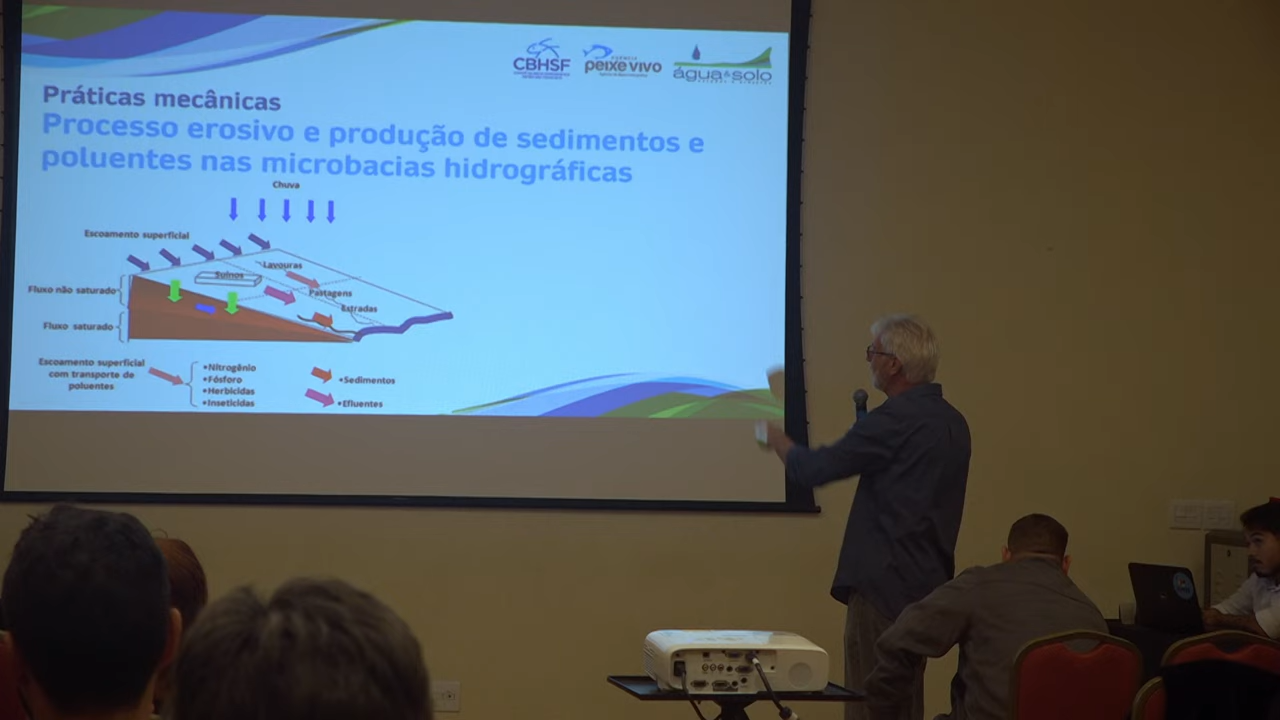 CBHSF
AGÊNCIA
peixe vivo
água&solo
Práticas mecânicas
Processo erosivo e produção de sedimentos e
poluentes nas microbacias hidrográficas
Chuva
Escoamento superficial
Lavouras
Suínos
Fluxo não saturado
Pastagens
Estradas
Fluxo saturado
Escoamento superficial
com transporte de
poluentes
•Nitrogênio
•Fósforo
•Herbicidas
•Inseticidas
•Sedimentos
•Efluentes